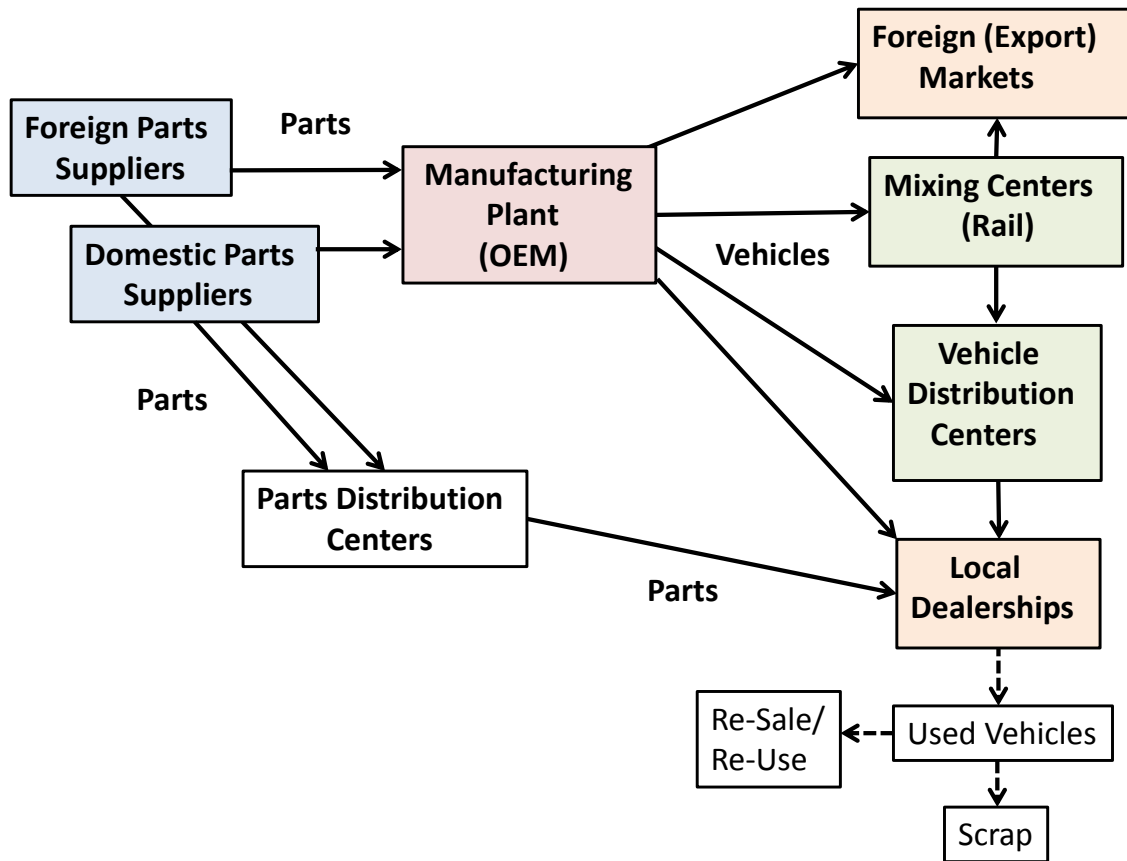 Foreign (Export)
Markets
Foreign Parts
Suppliers
Parts
Manufacturing
Plant
(OEM)
Mixing Centers
(Rail)
Domestic Parts
Suppliers
Vehicles
Vehicle
Distribution
Centers
Parts
Parts Distribution
Centers
Parts
Local
Dealerships
Re-Sale/
Re-Use
Used Vehicles
Scrap